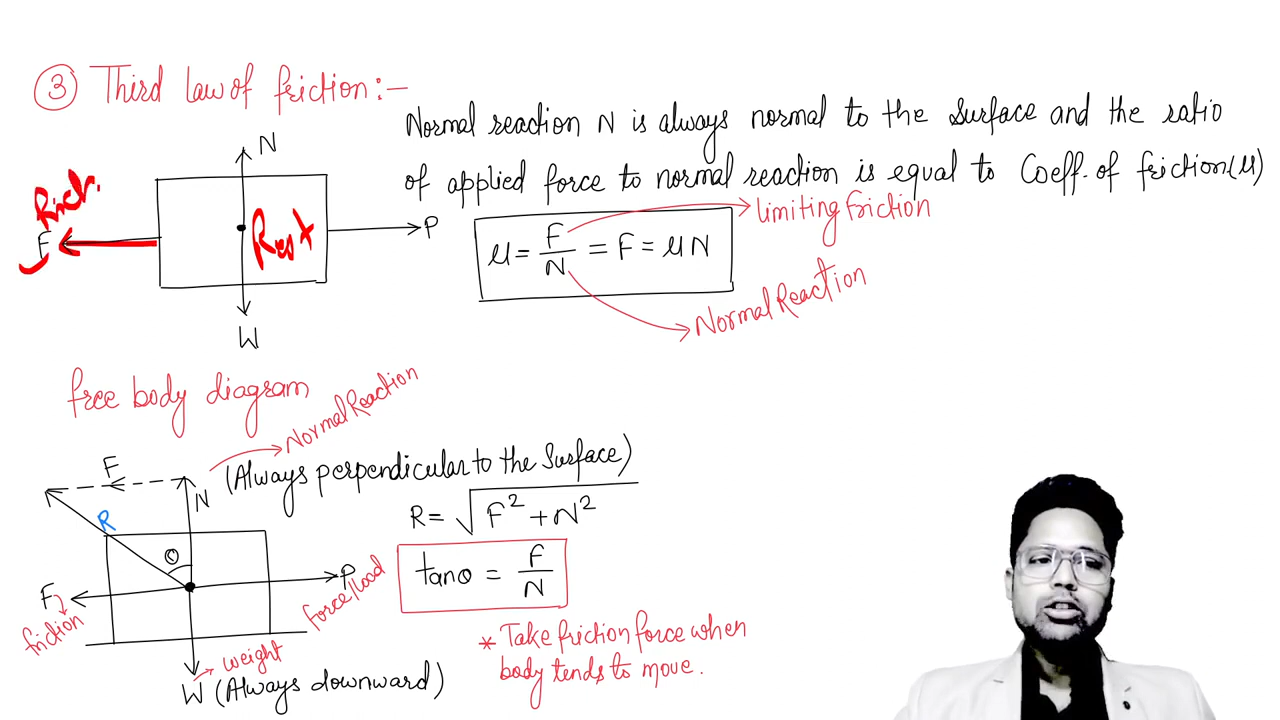 ③ Third law of friction:-
Normal reaction N is always normal to the surface and the ratio
of applied force to normal reaction is equal to Coeff. of friction(μ)
N
Frict.
F
Rest
P
W
μ = F/N = F = μN
Limiting friction
Normal Reaction
free body diagram
Normal Reaction
(Always perpendicular to the Surface)
F
N
R
θ
R = √F²+N²
F
friction
P
force/load
tanθ = F/N
* Take friction force when
body tends to move.
weight
W (Always downward)